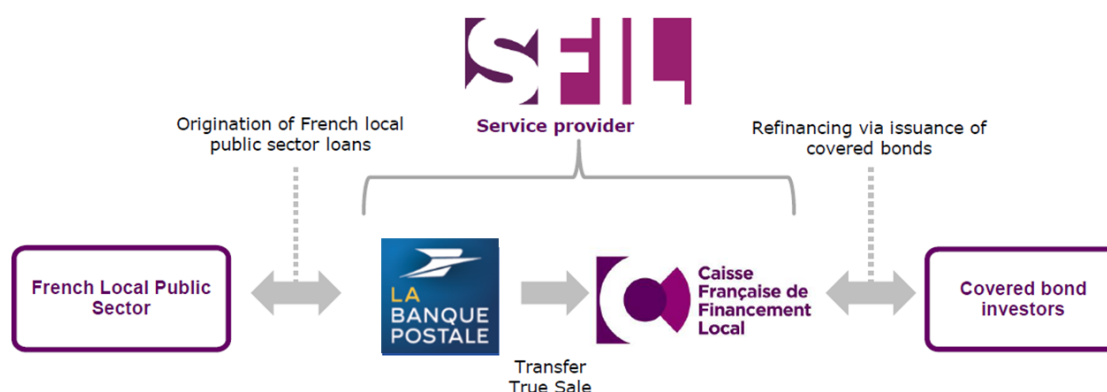 SFIL
Service provider
Origination of French local
public sector loans
Refinancing via issuance of
covered bonds
French Local Public
Sector
LA
BANQUE
POSTALE
Caisse
Française de
Financement
Local
Covered bond
investors
Transfer
True Sale